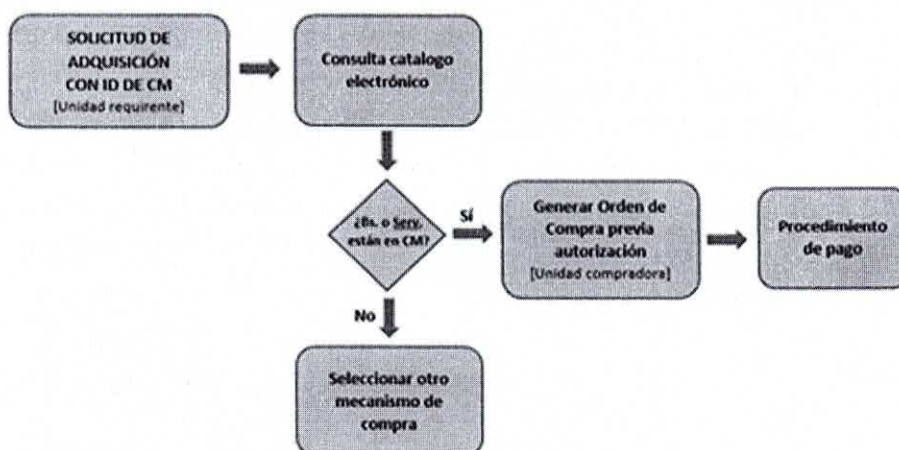 SOLICITUD DE
ADQUISICIÓN
CON ID DE CM
[Unidad requirente]
Consulta catalogo
electrónico
¿Bs. o Serv.
están en CM?
Sí
Generar Orden de
Compra previa
autorización
[Unidad compradora]
Procedimiento
de pago
No
Seleccionar otro
mecanismo de
compra